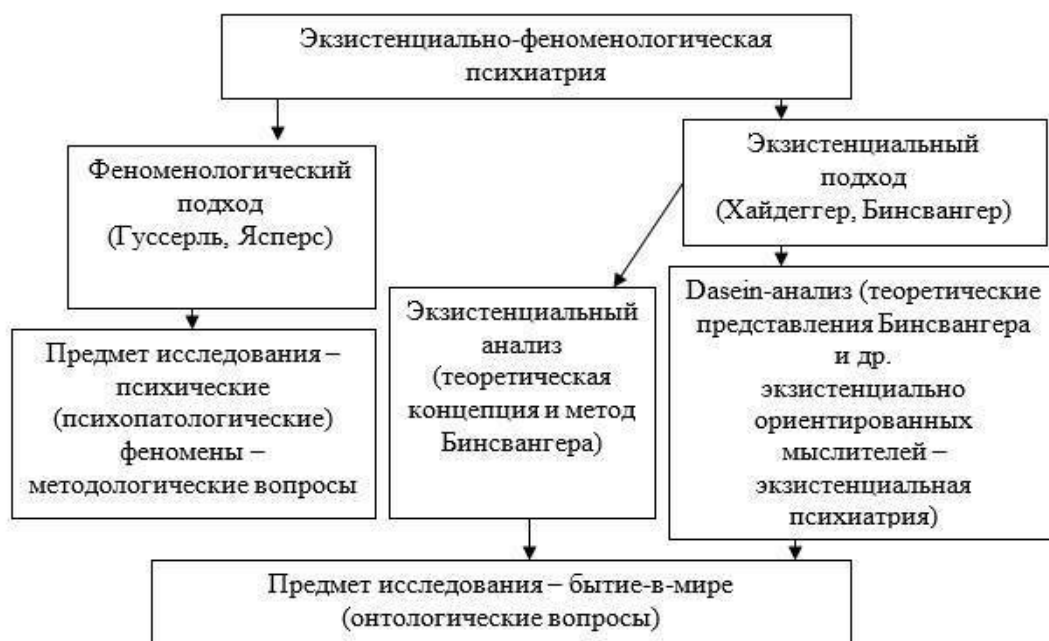 Экзистенциально-феноменологическая
психиатрия
Феноменологический
подход
(Гуссерль, Ясперс)
Экзистенциальный
подход
(Хайдеггер, Бинсвангер)
Предмет исследования –
психические
(психопатологические)
феномены –
методологические вопросы
Экзистенциальный
анализ
(теоретическая
концепция и метод
Бинсвангера)
Dasein-анализ (теоретические
представления Бинсвангера
и др.
экзистенциально
ориентированных
мыслителей –
экзистенциальная
психиатрия)
Предмет исследования – бытие-в-мире
(онтологические вопросы)